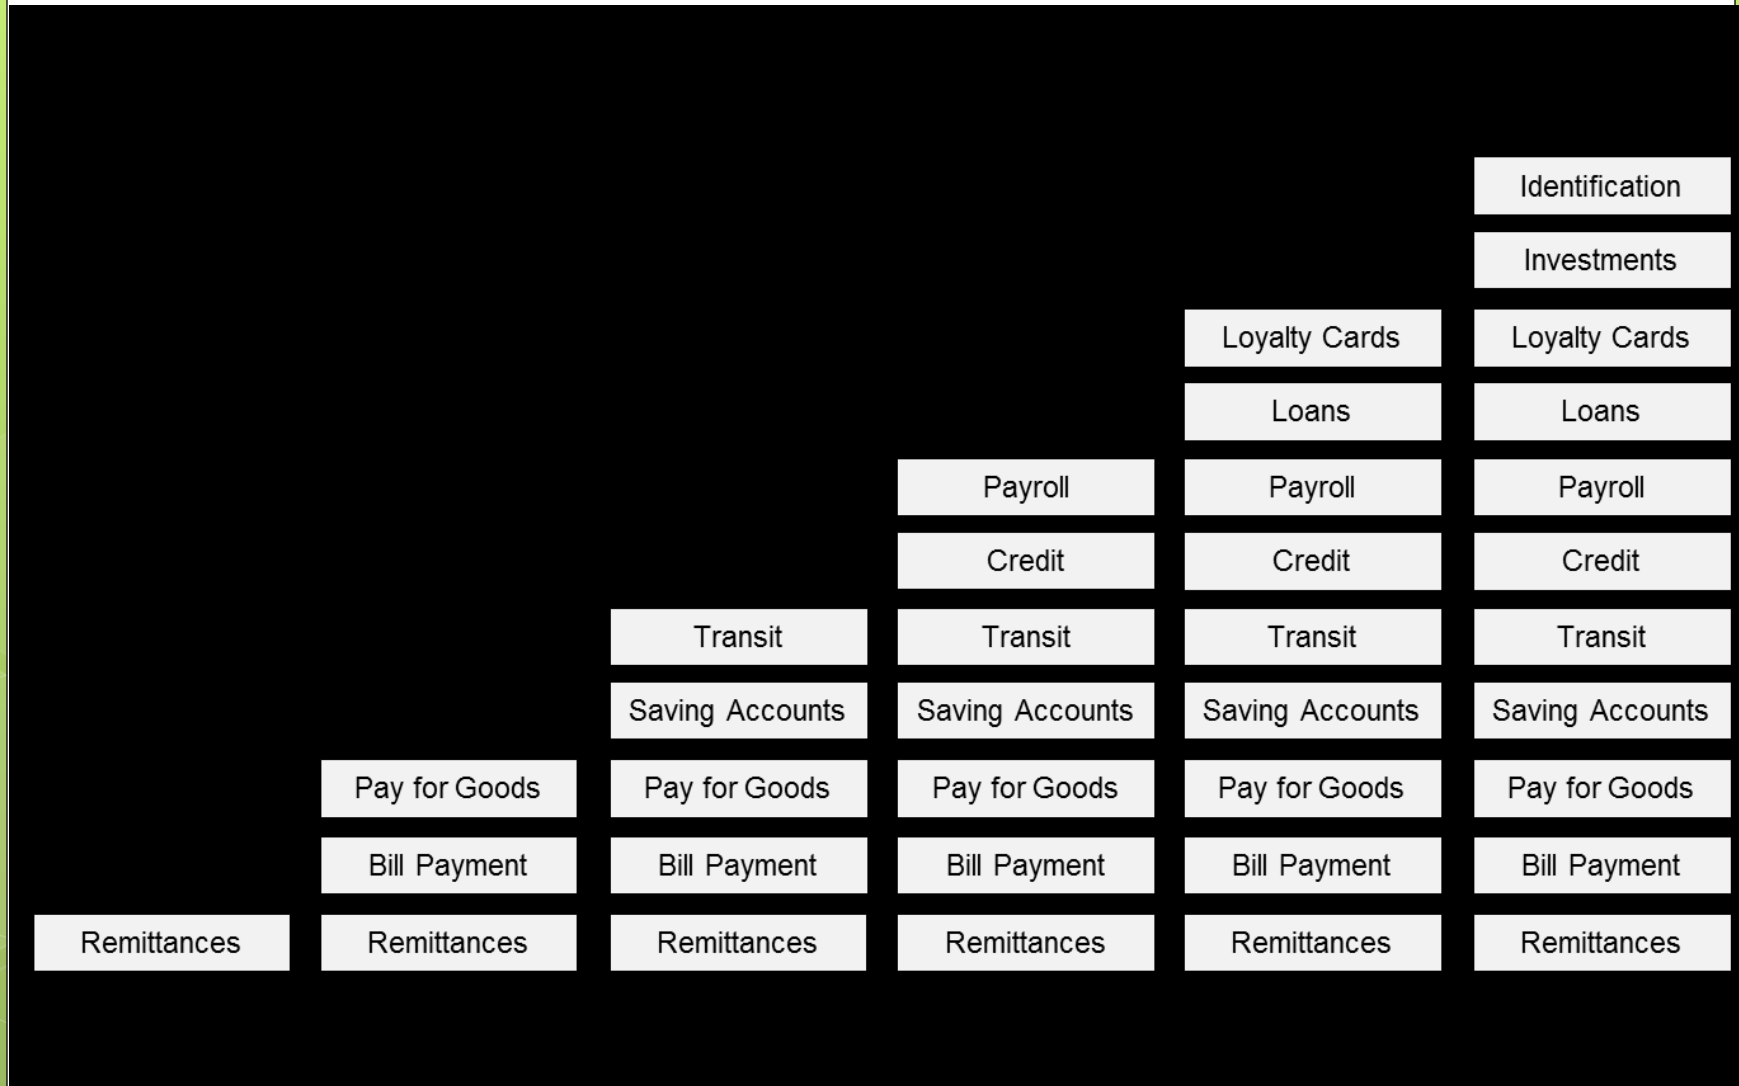 Identification
Investments
Loyalty Cards Loyalty Cards
Loans Loans
Payroll Payroll Payroll
Credit Credit Credit
Transit Transit Transit Transit
Saving Accounts Saving Accounts Saving Accounts Saving Accounts
Pay for Goods Pay for Goods Pay for Goods Pay for Goods Pay for Goods
Bill Payment Bill Payment Bill Payment Bill Payment Bill Payment
Remittances Remittances Remittances Remittances Remittances Remittances